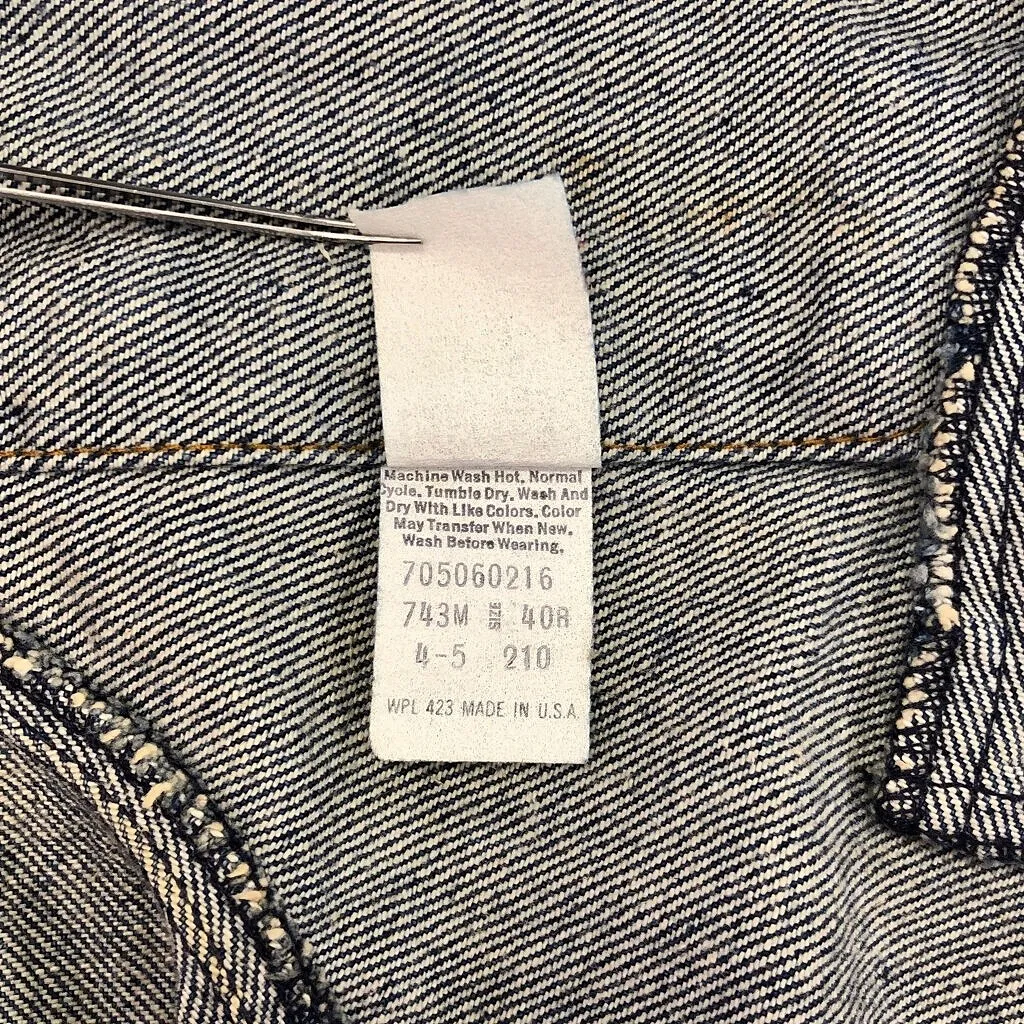 Machine Wash Hot. Normal
Cycle. Tumble Dry. Wash And
Dry With Like Colors. Color
May Transfer When New.
Wash Before Wearing.
705060216
743M SIZE 40R
4-5 210
WPL 423 MADE IN U.S.A.